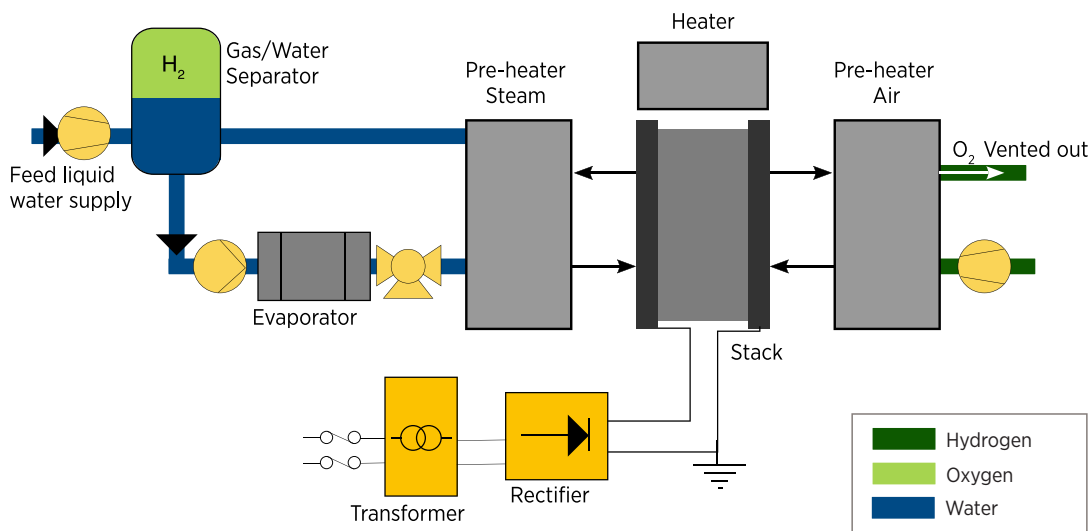 Heater
H2
Gas/Water
Separator
Pre-heater
Steam
Pre-heater
Air
O2 Vented out
Feed liquid
water supply
Evaporator
Stack
Transformer
Rectifier
Hydrogen
Oxygen
Water